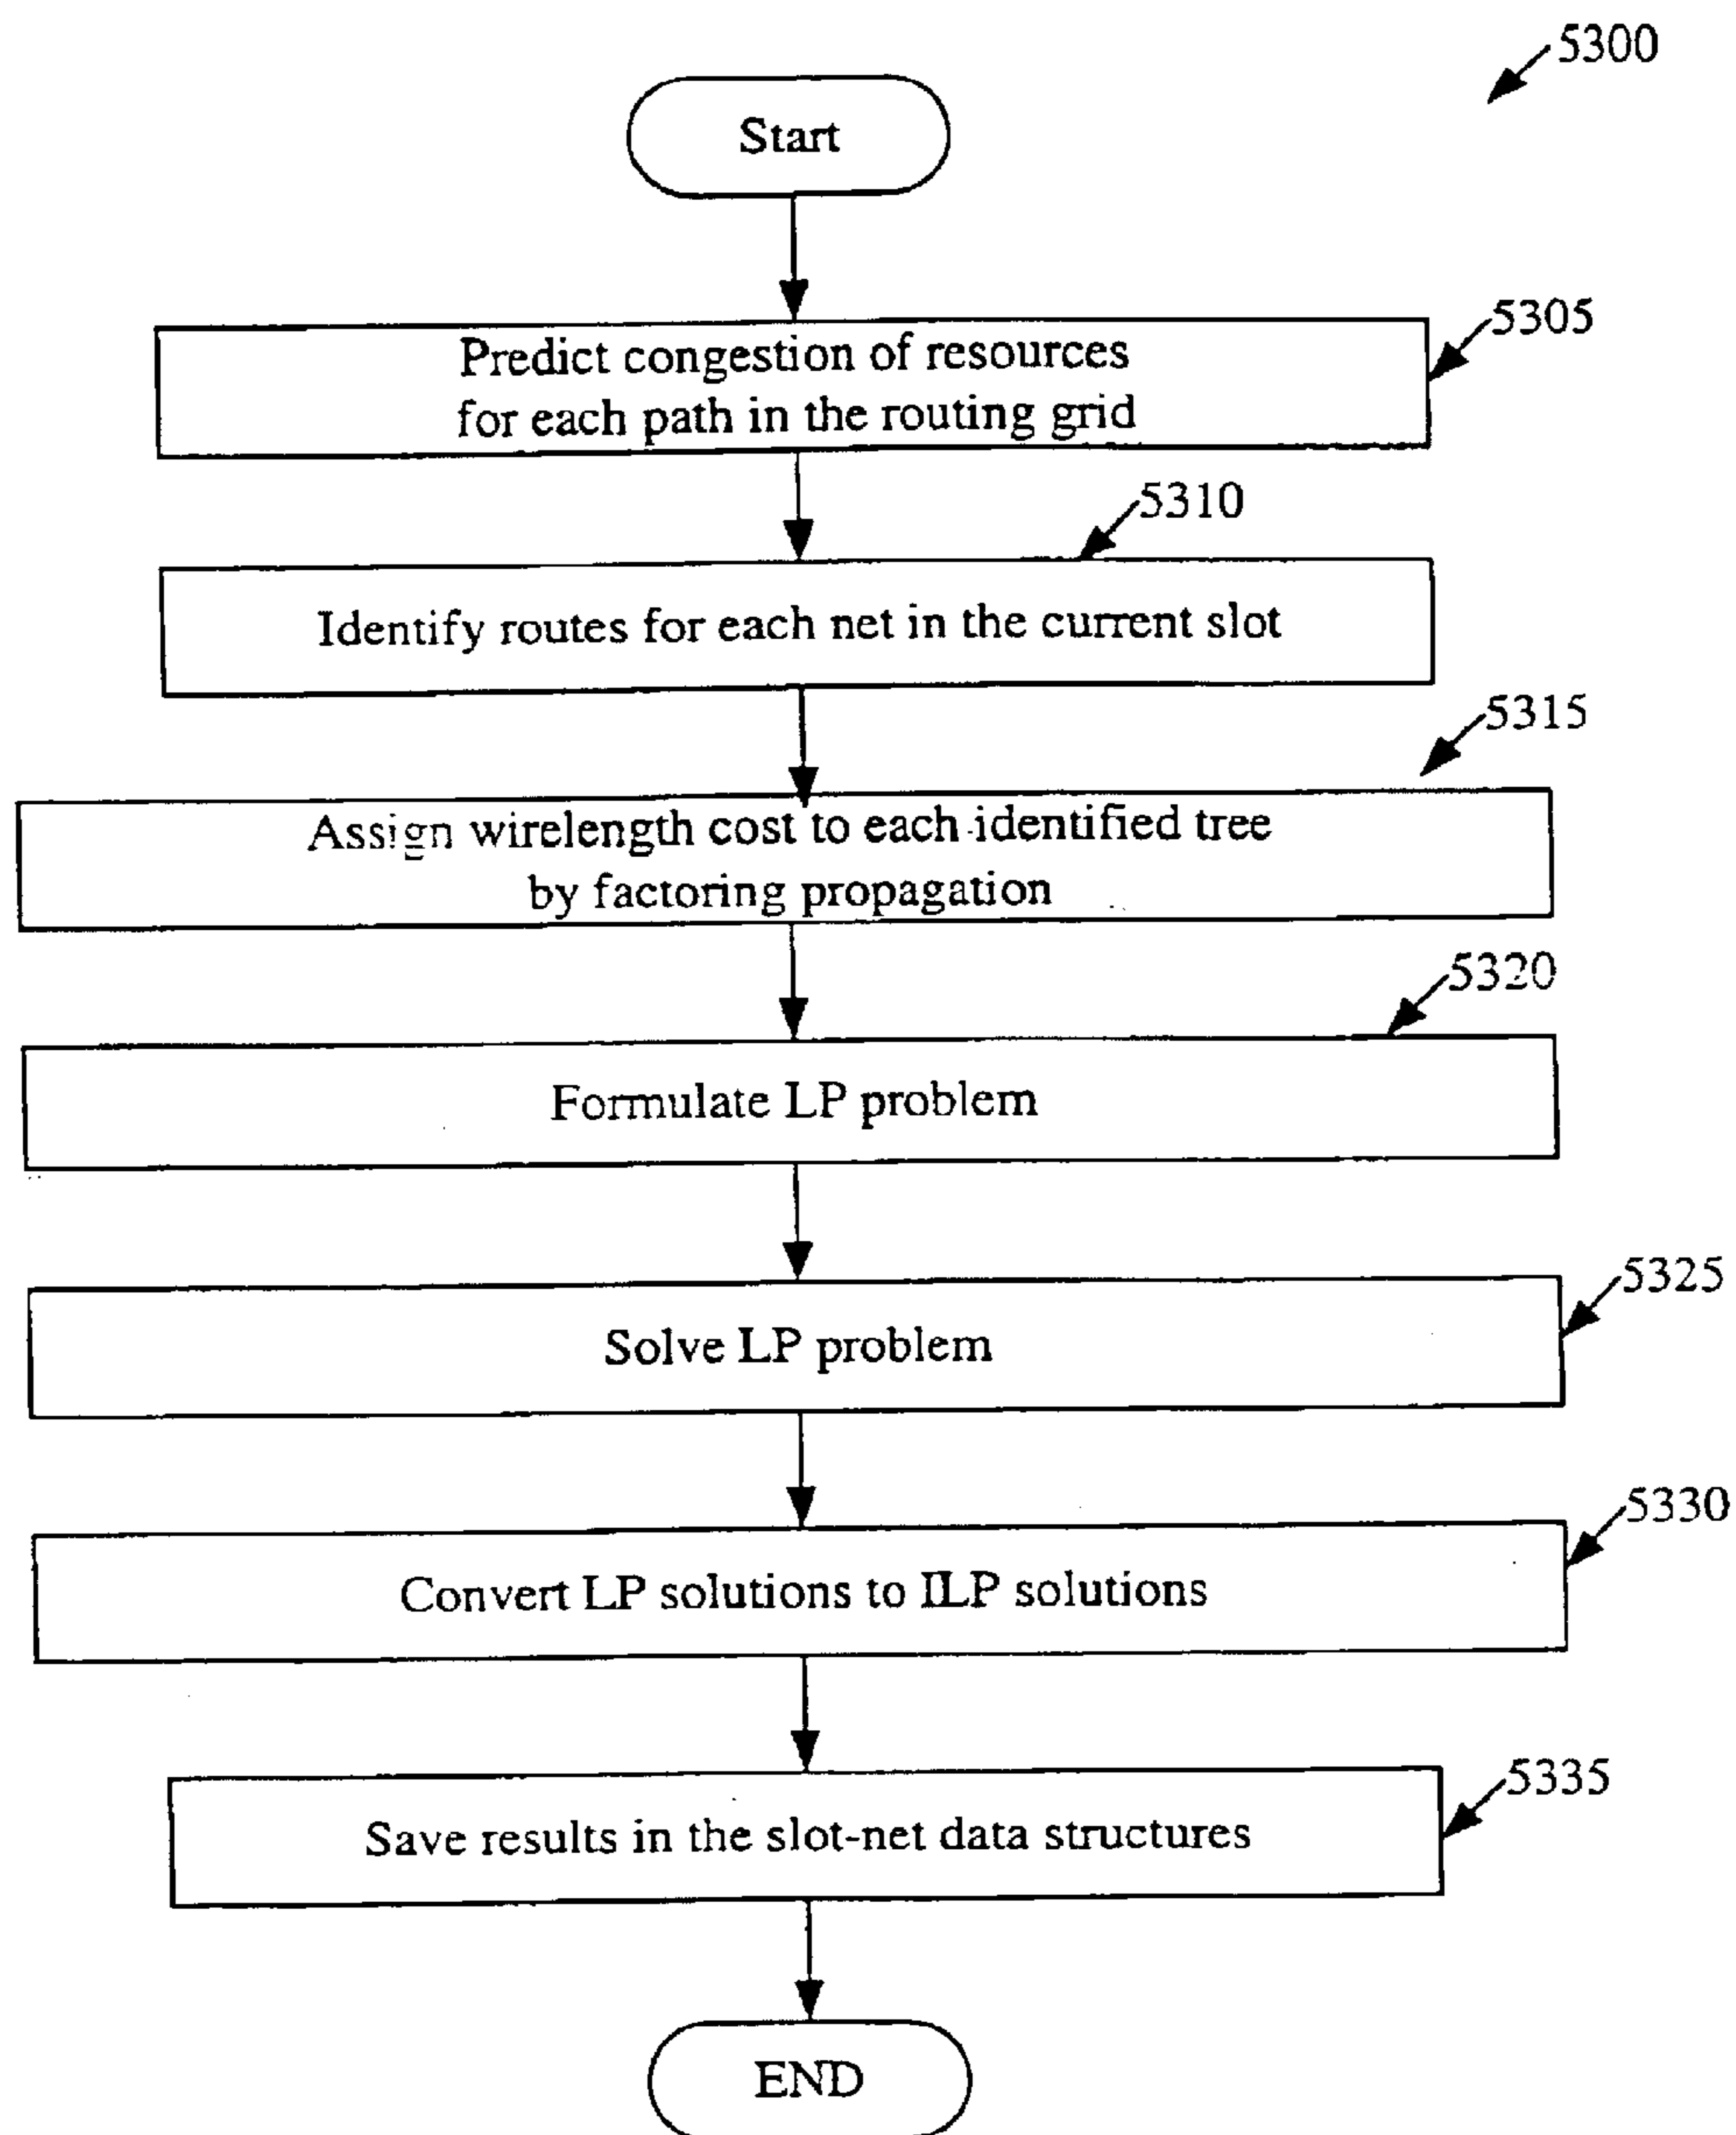 5300
Start
5305
Predict congestion of resources
for each path in the routing grid
5310
Identify routes for each net in the current slot
5315
Assign wirelength cost to each identified tree
by factoring propagation
5320
Formulate LP problem
5325
Solve LP problem
5330
Convert LP solutions to ILP solutions
5335
Save results in the slot-net data structures
END